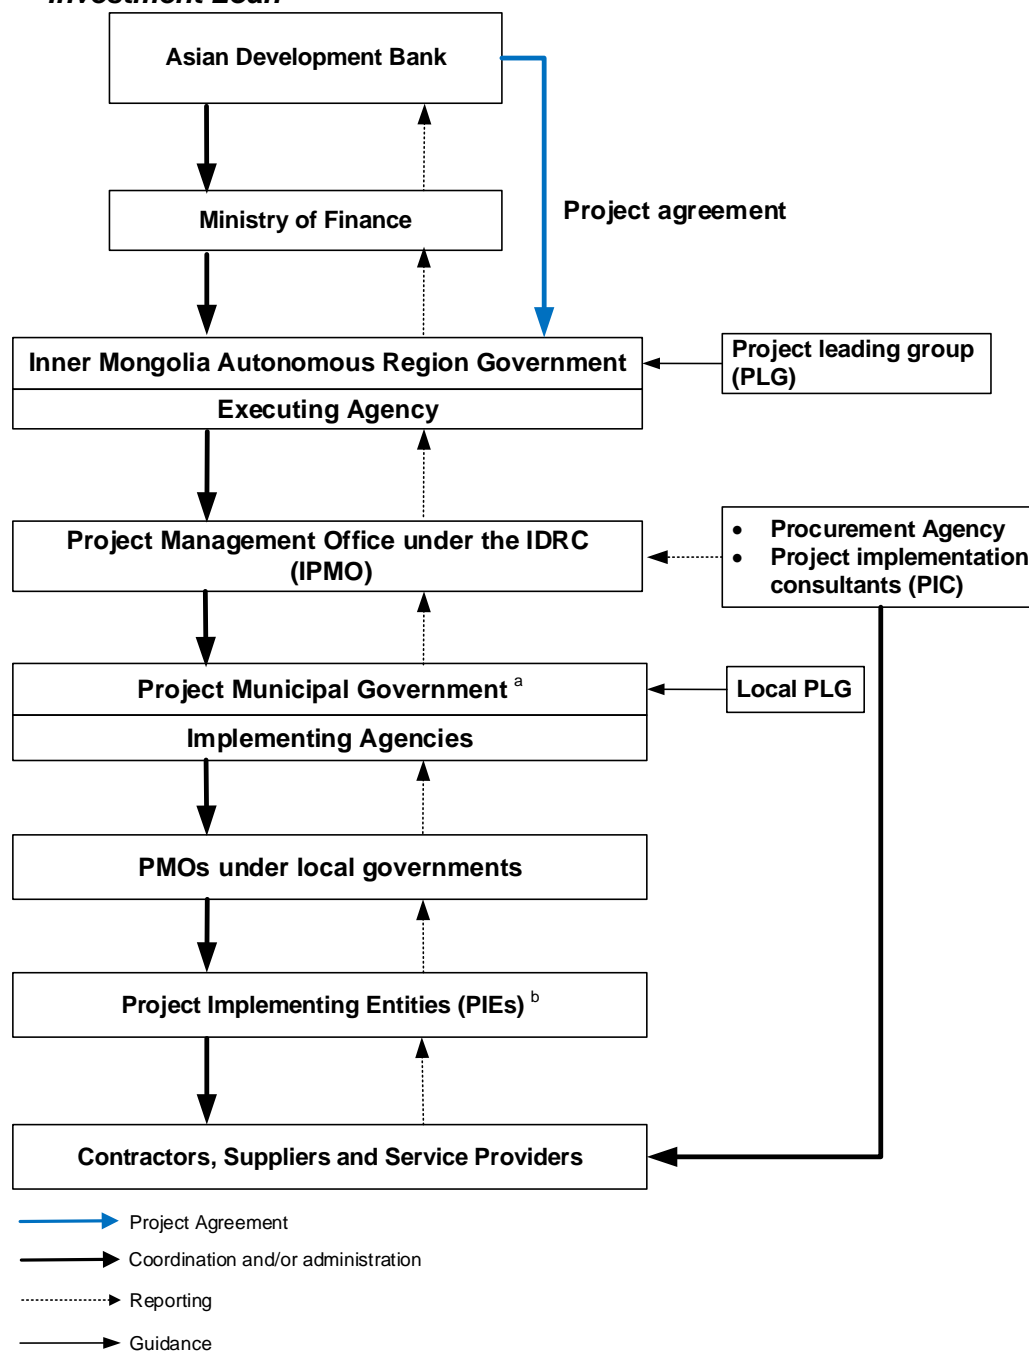 Investment Loan
Asian Development Bank
Ministry of Finance
Project agreement
Inner Mongolia Autonomous Region Government
Executing Agency
Project leading group
(PLG)
Project Management Office under the IDRC
(IPMO)
• Procurement Agency
• Project implementation
consultants (PIC)
Project Municipal Government a
Implementing Agencies
Local PLG
PMOs under local governments
Project Implementing Entities (PIEs) b
Contractors, Suppliers and Service Providers
Project Agreement
Coordination and/or administration
Reporting
Guidance